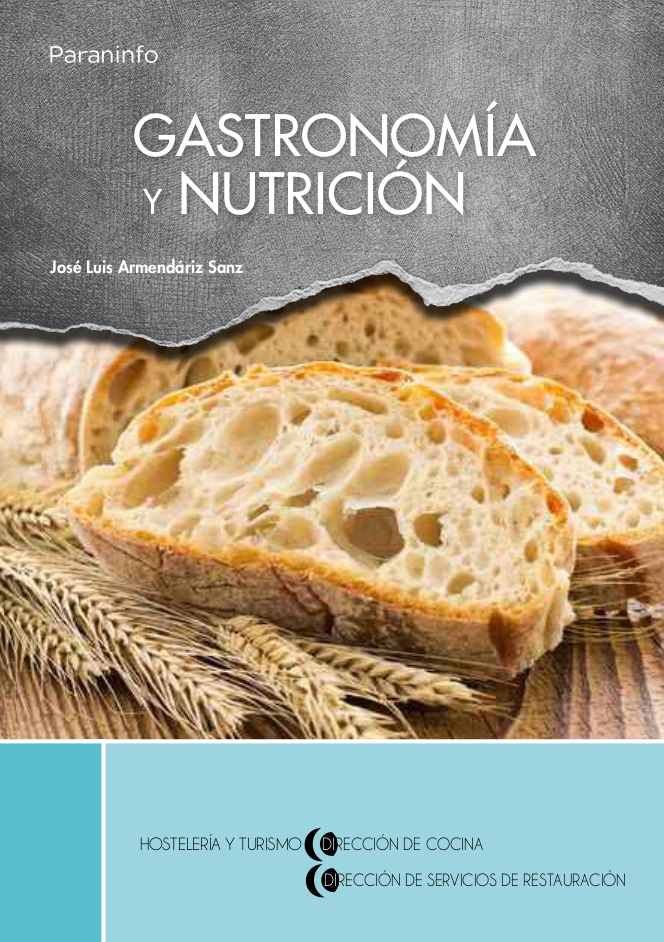 Paraninfo
GASTRONOMÍA
Y NUTRICIÓN
José Luis Armendáriz Sanz
HOSTELERÍA Y TURISMO DIRECCIÓN DE COCINA
DIRECCIÓN DE SERVICIOS DE RESTAURACIÓN